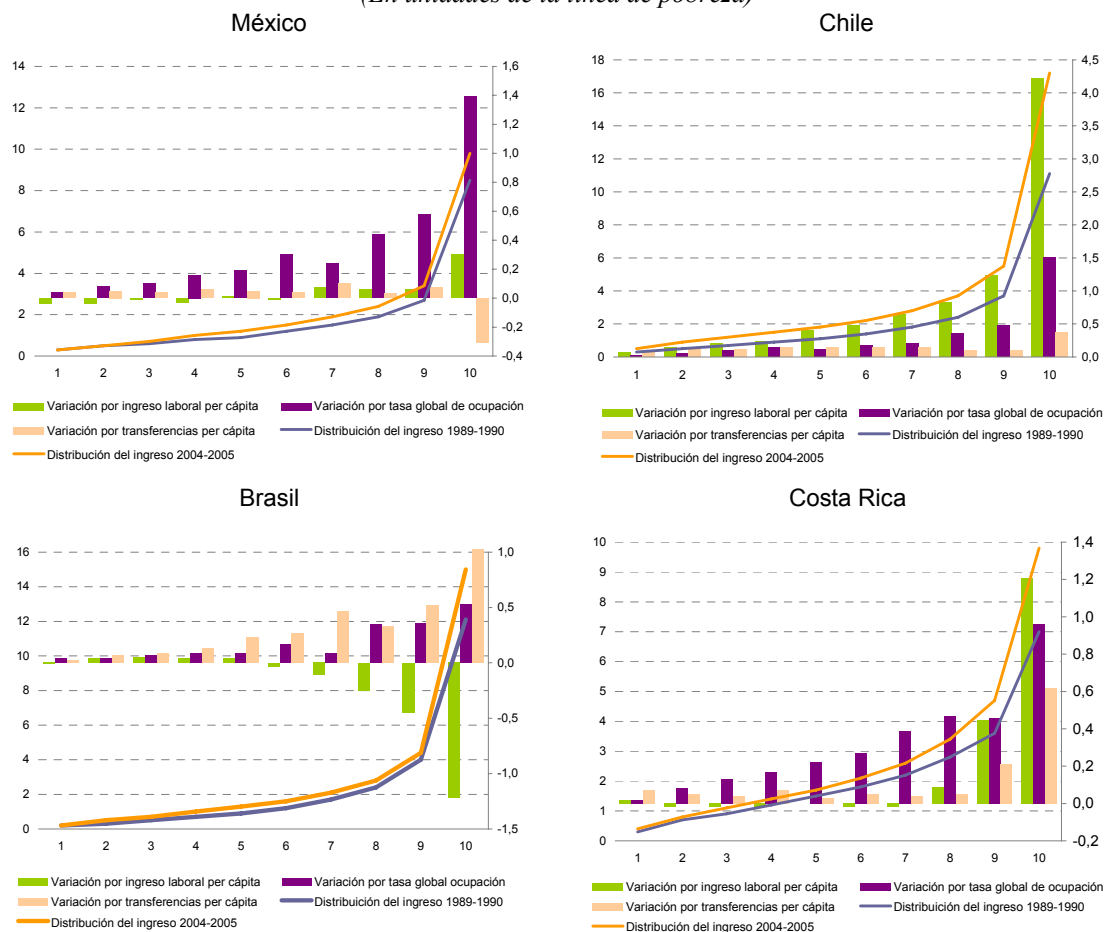 (En unidades de la línea de pobreza)
México
14
12
10
8
6
4
2
0
1,6
1,4
1,2
1,0
0,8
0,6
0,4
0,2
0,0
-0,2
-0,4
1 2 3 4 5 6 7 8 9 10
Variación por ingreso laboral per cápita
Variación por tasa global de ocupación
Variación por transferencias per cápita
Distribuición del ingreso 1989-1990
Distribución del ingreso 2004-2005
Chile
18
16
14
12
10
8
6
4
2
0
4,5
4,0
3,5
3,0
2,5
2,0
1,5
1,0
0,5
0,0
1 2 3 4 5 6 7 8 9 10
Variación por ingreso laboral per cápita
Variación por tasa global de ocupación
Variación por transferencias per cápita
Distribuición del ingreso 1989-1990
Distribución del ingreso 2004-2005
Brasil
16
14
12
10
8
6
4
2
0
1,0
0,5
0,0
-0,5
-1,0
-1,5
1 2 3 4 5 6 7 8 9 10
Variación por ingreso laboral per cápita
Variación por tasa global ocupación
Variación por transferencias per cápita
Distribuición del ingreso 1989-1990
Distribución del ingreso 2004-2005
Costa Rica
10
9
8
7
6
5
4
3
2
1
0
1,4
1,2
1,0
0,8
0,6
0,4
0,2
0,0
-0,2
1 2 3 4 5 6 7 8 9 10
Variación por ingreso laboral per cápita
Variación por tasa global de ocupación
Variación por transferencias per cápita
Distribuición del ingreso 1989-1990
Distribución del ingreso 2004-2005